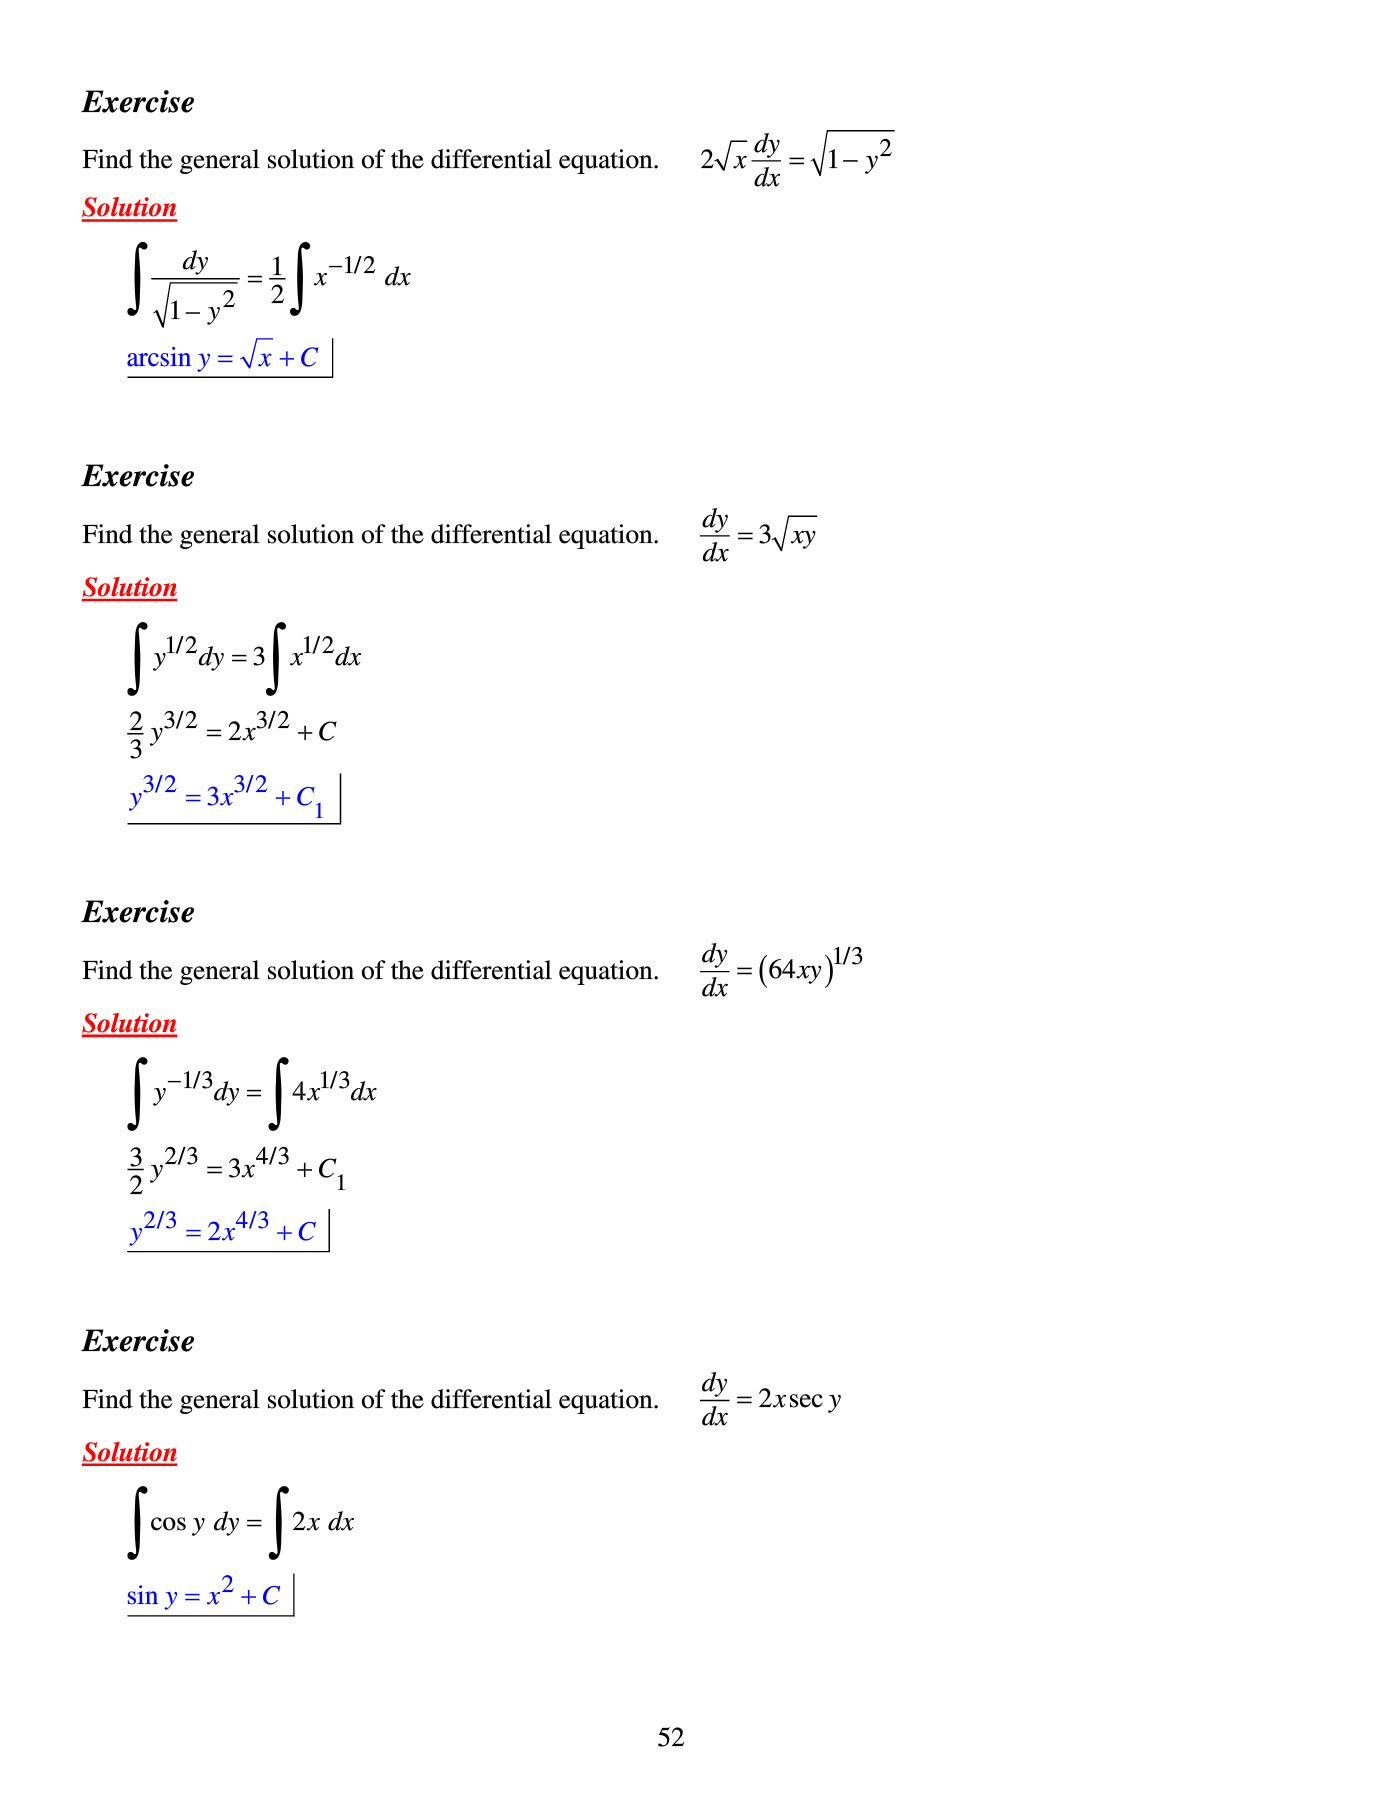 Exercise
Find the general solution of the differential equation. $2\sqrt{x}\frac{dy}{dx} = \sqrt{1-y^2}$
Solution
$\int \frac{dy}{\sqrt{1-y^2}} = \frac{1}{2} \int x^{-1/2} \, dx$
$\arcsin y = \sqrt{x} + C$
Exercise
Find the general solution of the differential equation. $\frac{dy}{dx} = 3\sqrt{xy}$
Solution
$\int y^{1/2} dy = 3 \int x^{1/2} dx$
$\frac{2}{3} y^{3/2} = 2x^{3/2} + C$
$y^{3/2} = 3x^{3/2} + C_1$
Exercise
Find the general solution of the differential equation. $\frac{dy}{dx} = (64xy)^{1/3}$
Solution
$\int y^{-1/3} dy = \int 4x^{1/3} dx$
$\frac{3}{2} y^{2/3} = 3x^{4/3} + C_1$
$y^{2/3} = 2x^{4/3} + C$
Exercise
Find the general solution of the differential equation. $\frac{dy}{dx} = 2x \sec y$
Solution
$\int \cos y \, dy = \int 2x \, dx$
$\sin y = x^2 + C$
52